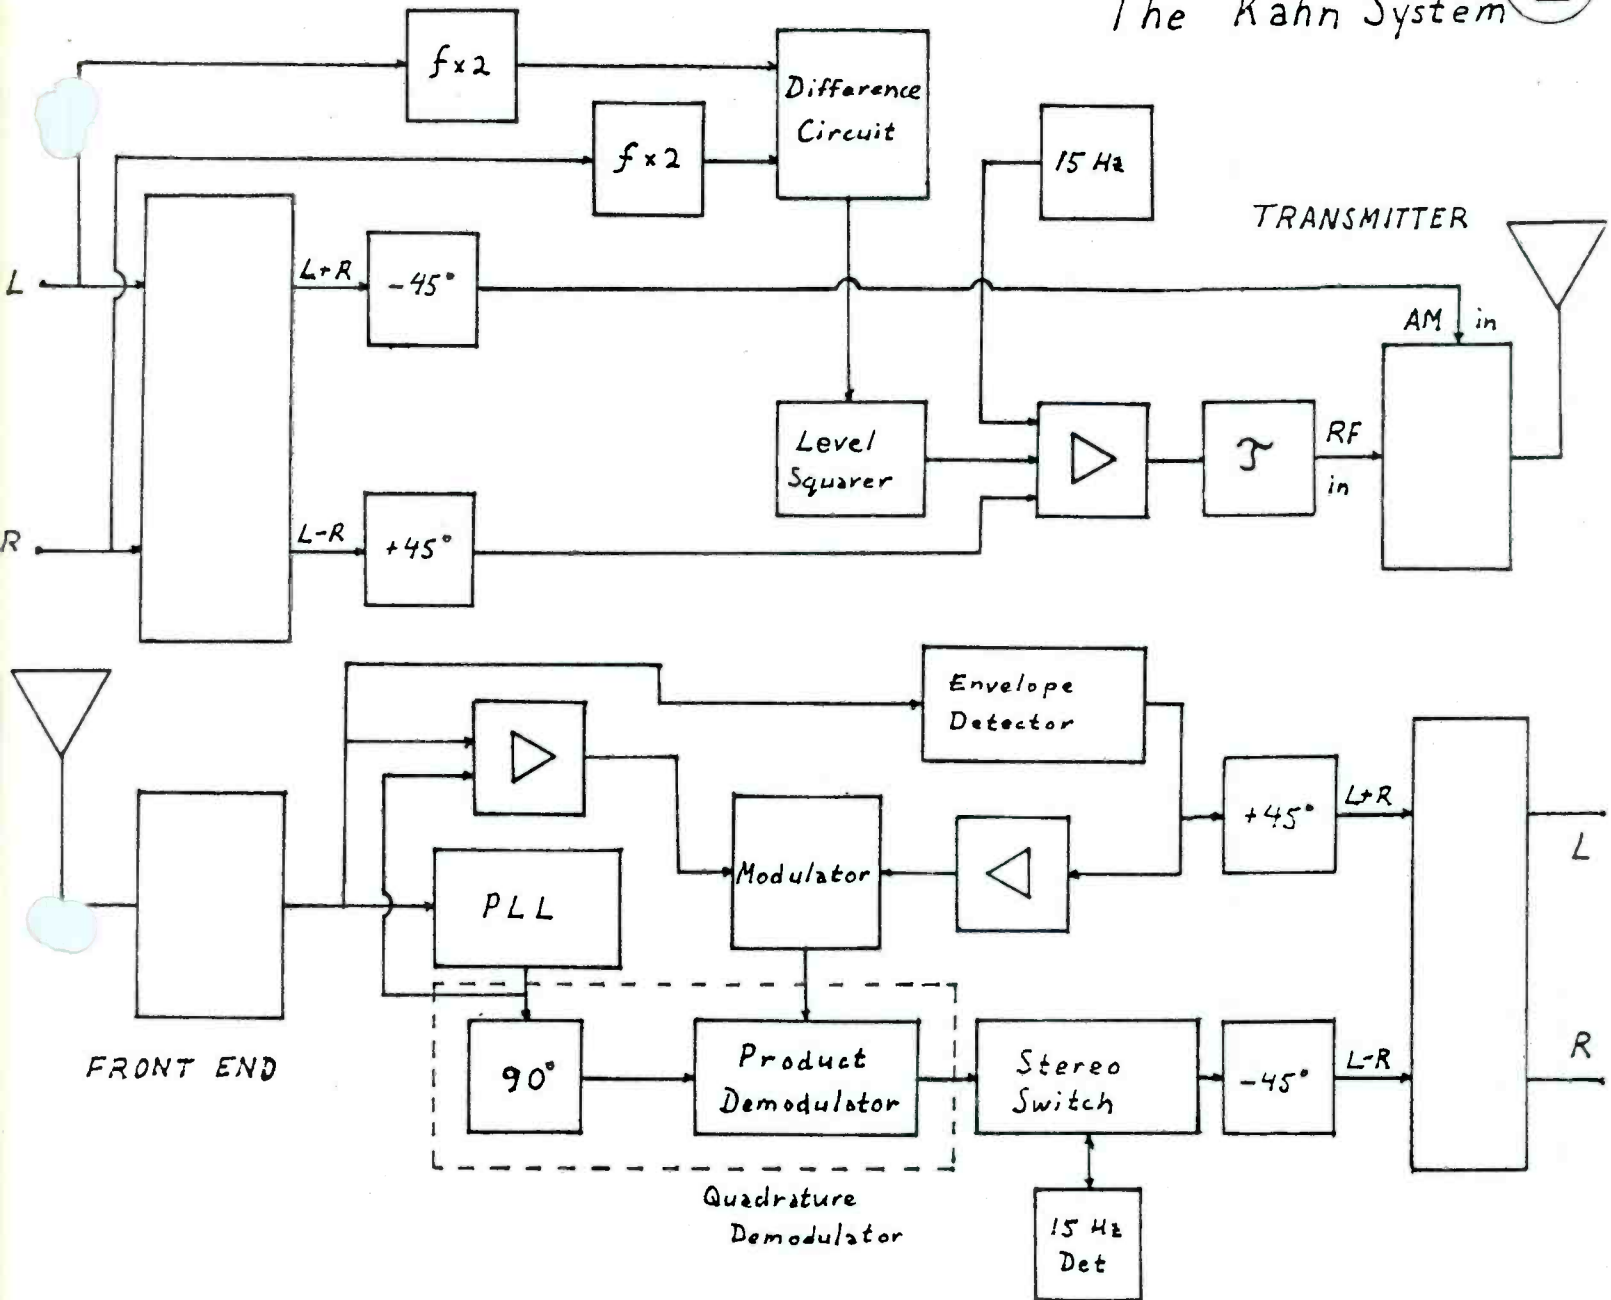 The Kahn System
f x 2
Difference
Circuit
f x 2
15 Hz
TRANSMITTER
L
L+R
-45°
AM in
Level
Squarer
RF
in
R
L-R
+45°
Envelope
Detector
+45°
L+R
L
Modulator
PLL
FRONT END
90°
Product
Demodulator
Stereo
Switch
-45°
L-R
R
Quadrature
Demodulator
15 Hz
Det